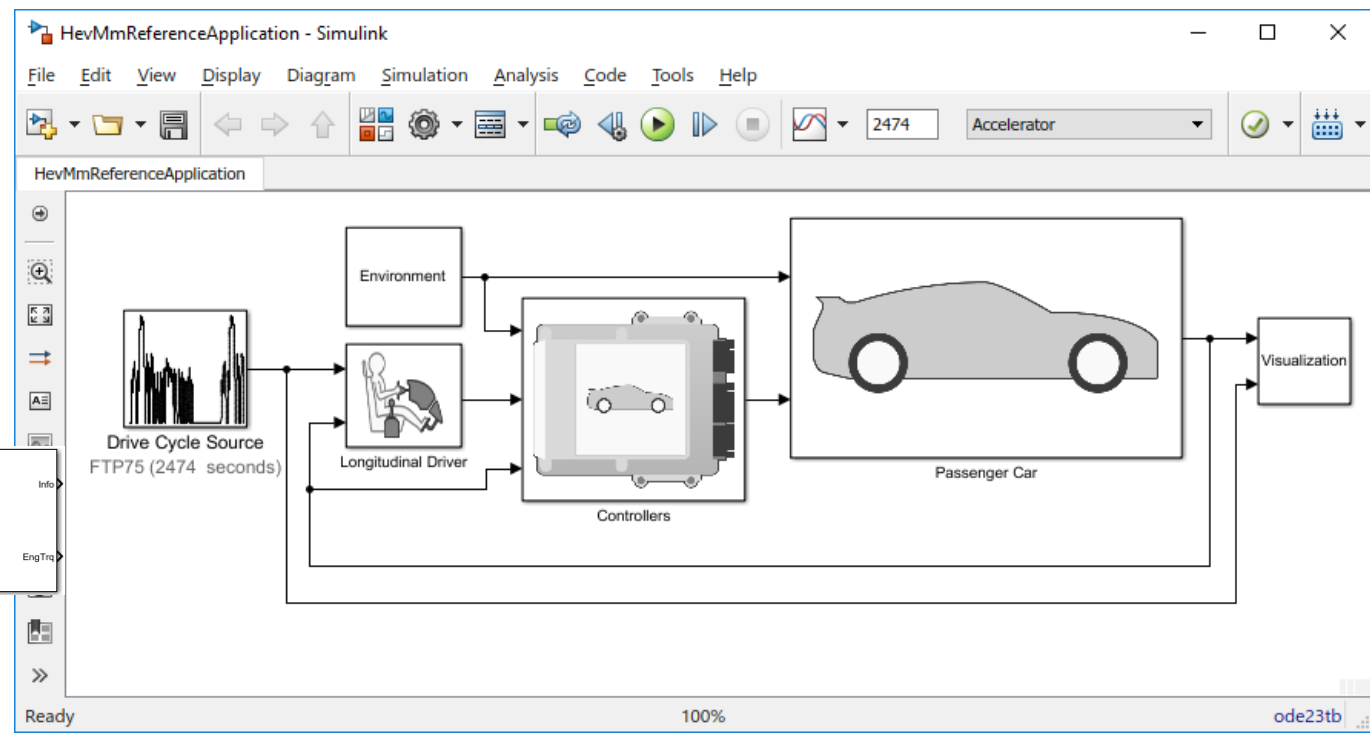 HevMmReferenceApplication - Simulink
File Edit View Display Diagram Simulation Analysis Code Tools Help
2474 Accelerator
HevMmReferenceApplication
Environment
Drive Cycle Source
FTP75 (2474 seconds)
Longitudinal Driver
Controllers
Passenger Car
Visualization
Info
EngTrq
Ready 100% ode23tb